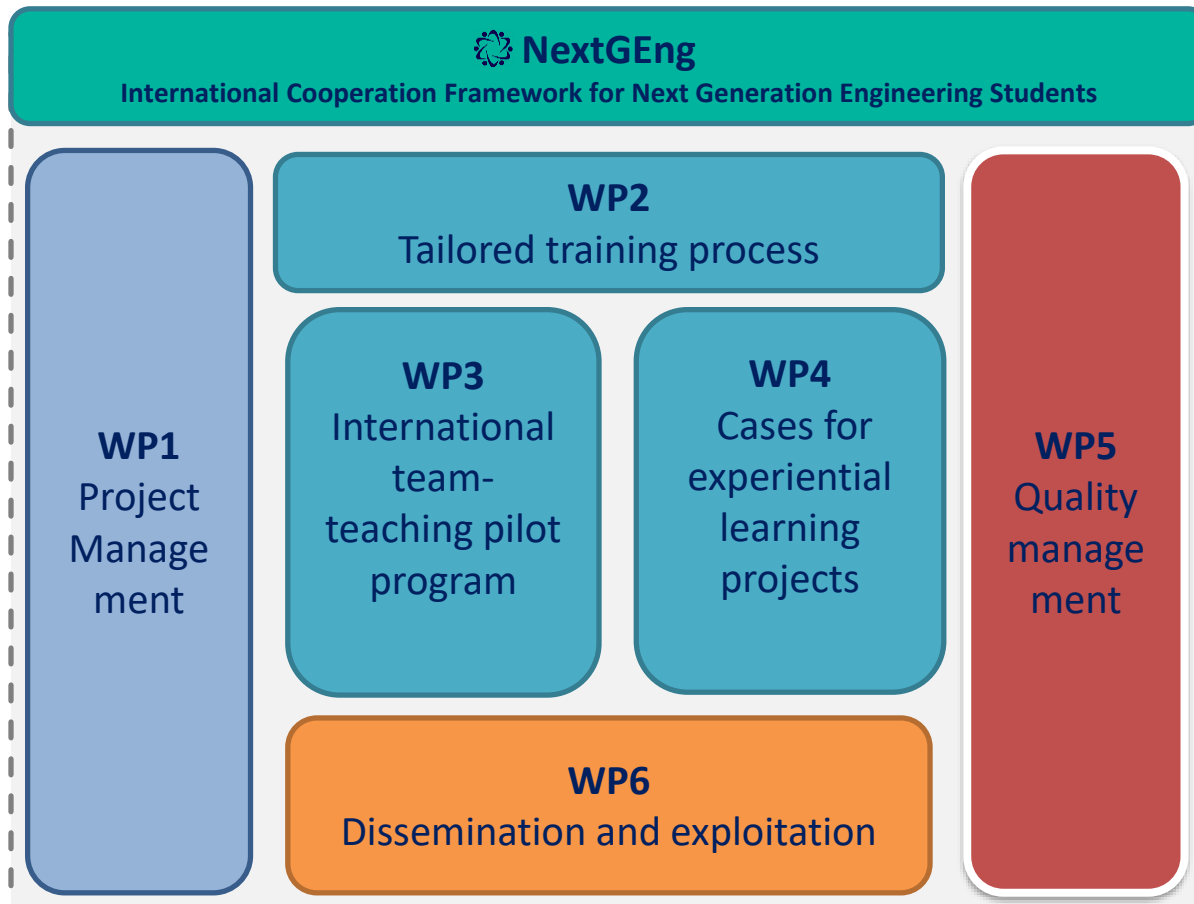 NextGEng
International Cooperation Framework for Next Generation Engineering Students
WP1
Project
Manage
ment
WP2
Tailored training process
WP3
International
team-
teaching pilot
program
WP4
Cases for
experiential
learning
projects
WP5
Quality
manage
ment
WP6
Dissemination and exploitation